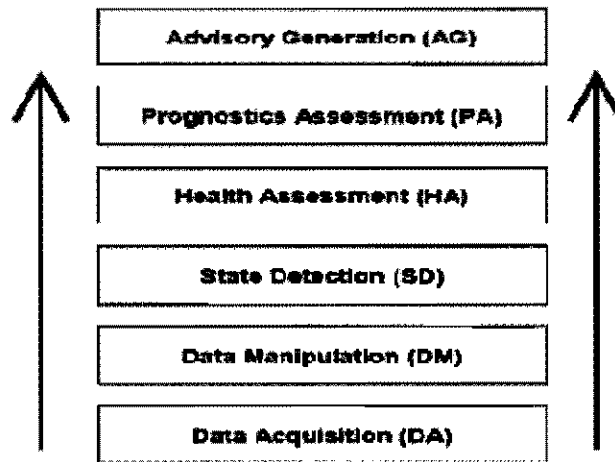 Advisory Generation (AG)
Prognostics Assessment (PA)
Health Assessment (HA)
State Detection (SD)
Data Manipulation (DM)
Data Acquisition (DA)